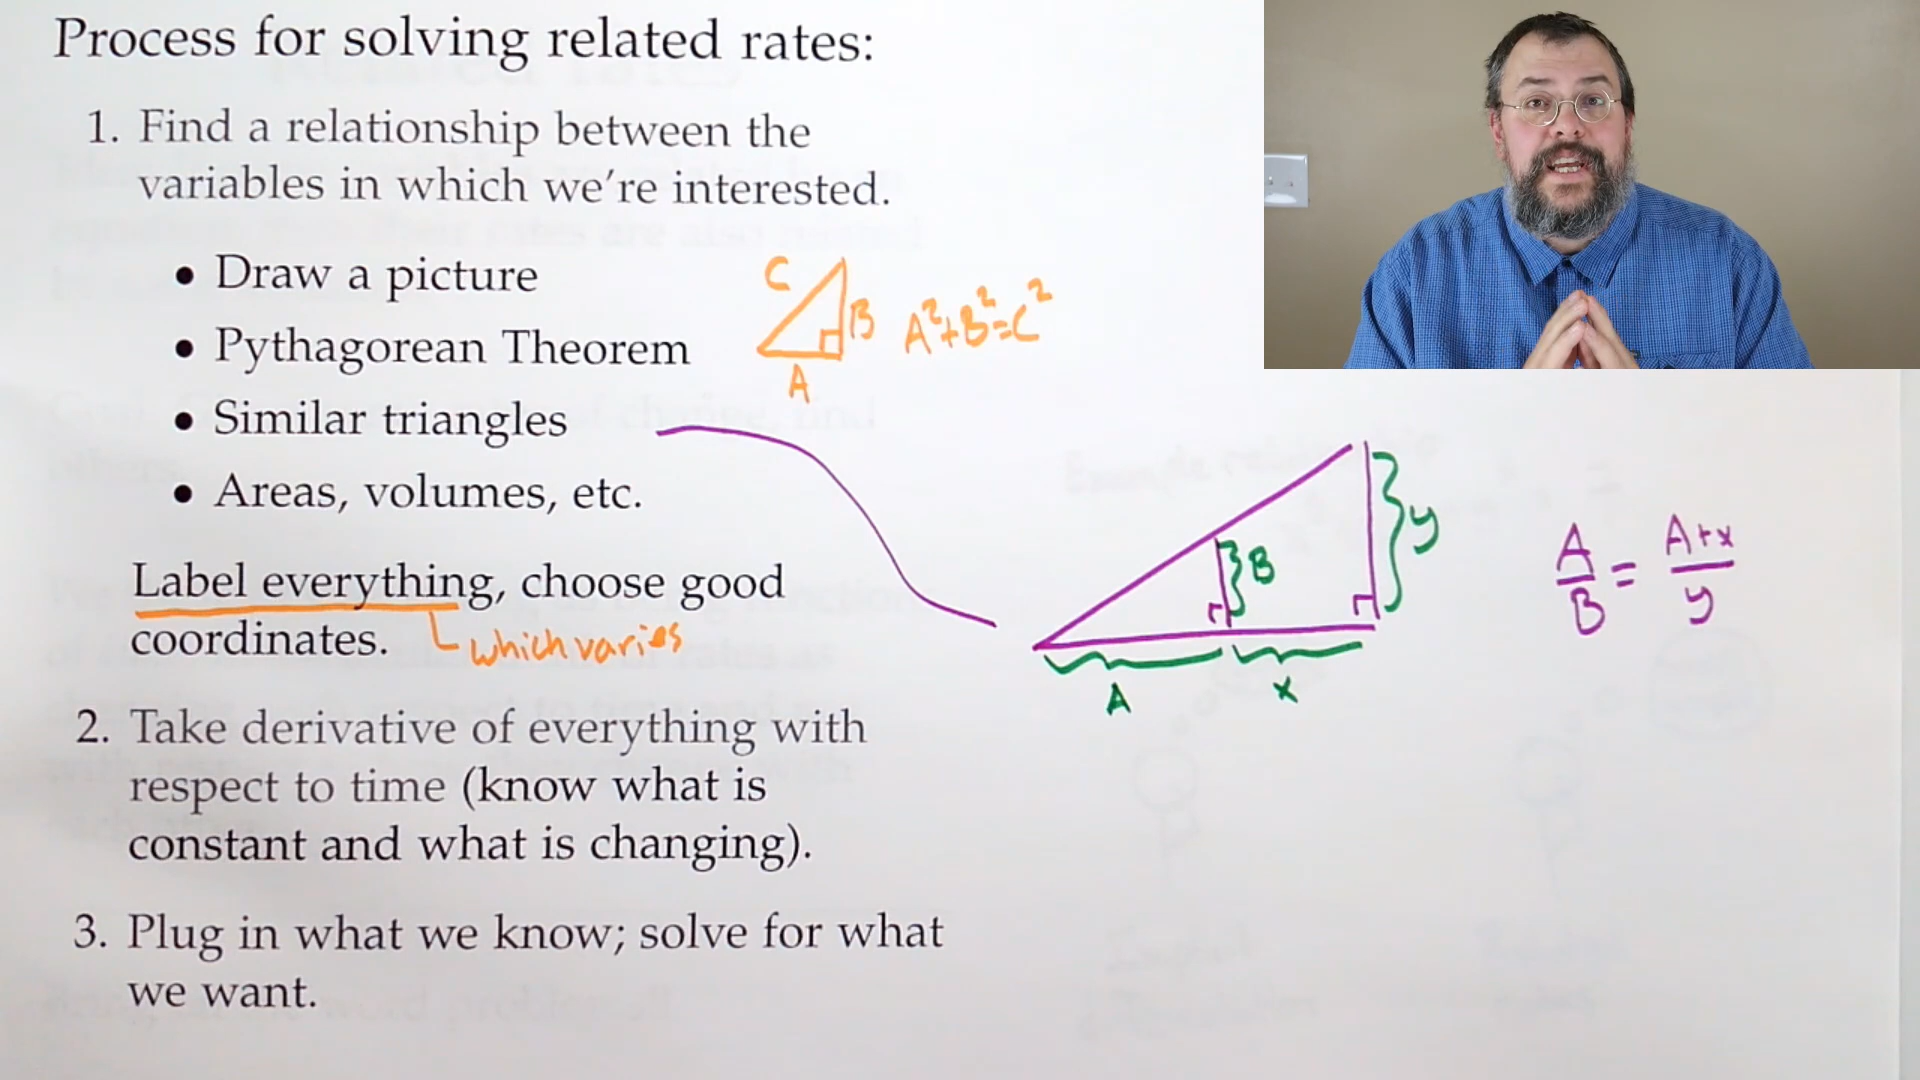 Process for solving related rates:
1. Find a relationship between the
variables in which we're interested.
• Draw a picture
• Pythagorean Theorem
• Similar triangles
• Areas, volumes, etc.
Label everything, choose good
coordinates.
which varies
2. Take derivative of everything with
respect to time (know what is
constant and what is changing).
3. Plug in what we know; solve for what
we want.
C
B
A
A²+B²=C²
B
y
A
x
A/B = A+x/y